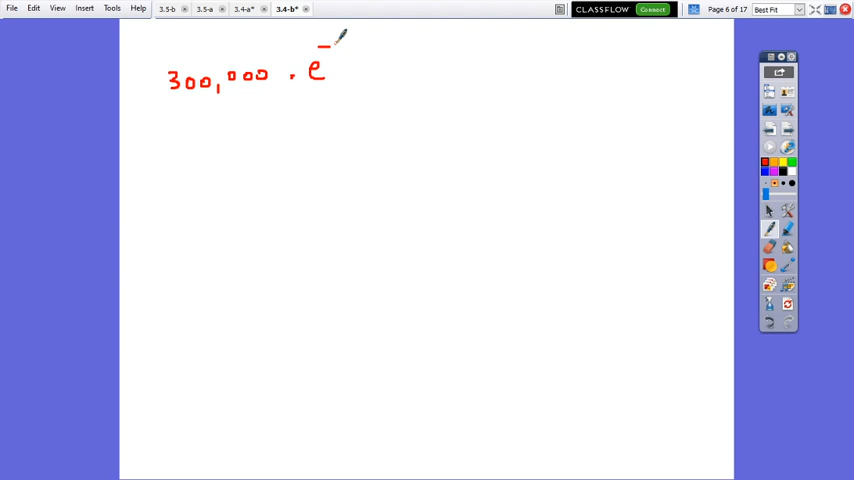 File Edit View Insert Tools Help
3.5-b 3.5-a 3.4-a* 3.4-b*
CLASSFLOW Connect
Page 6 of 17 Best Fit
300,000 · e⁻